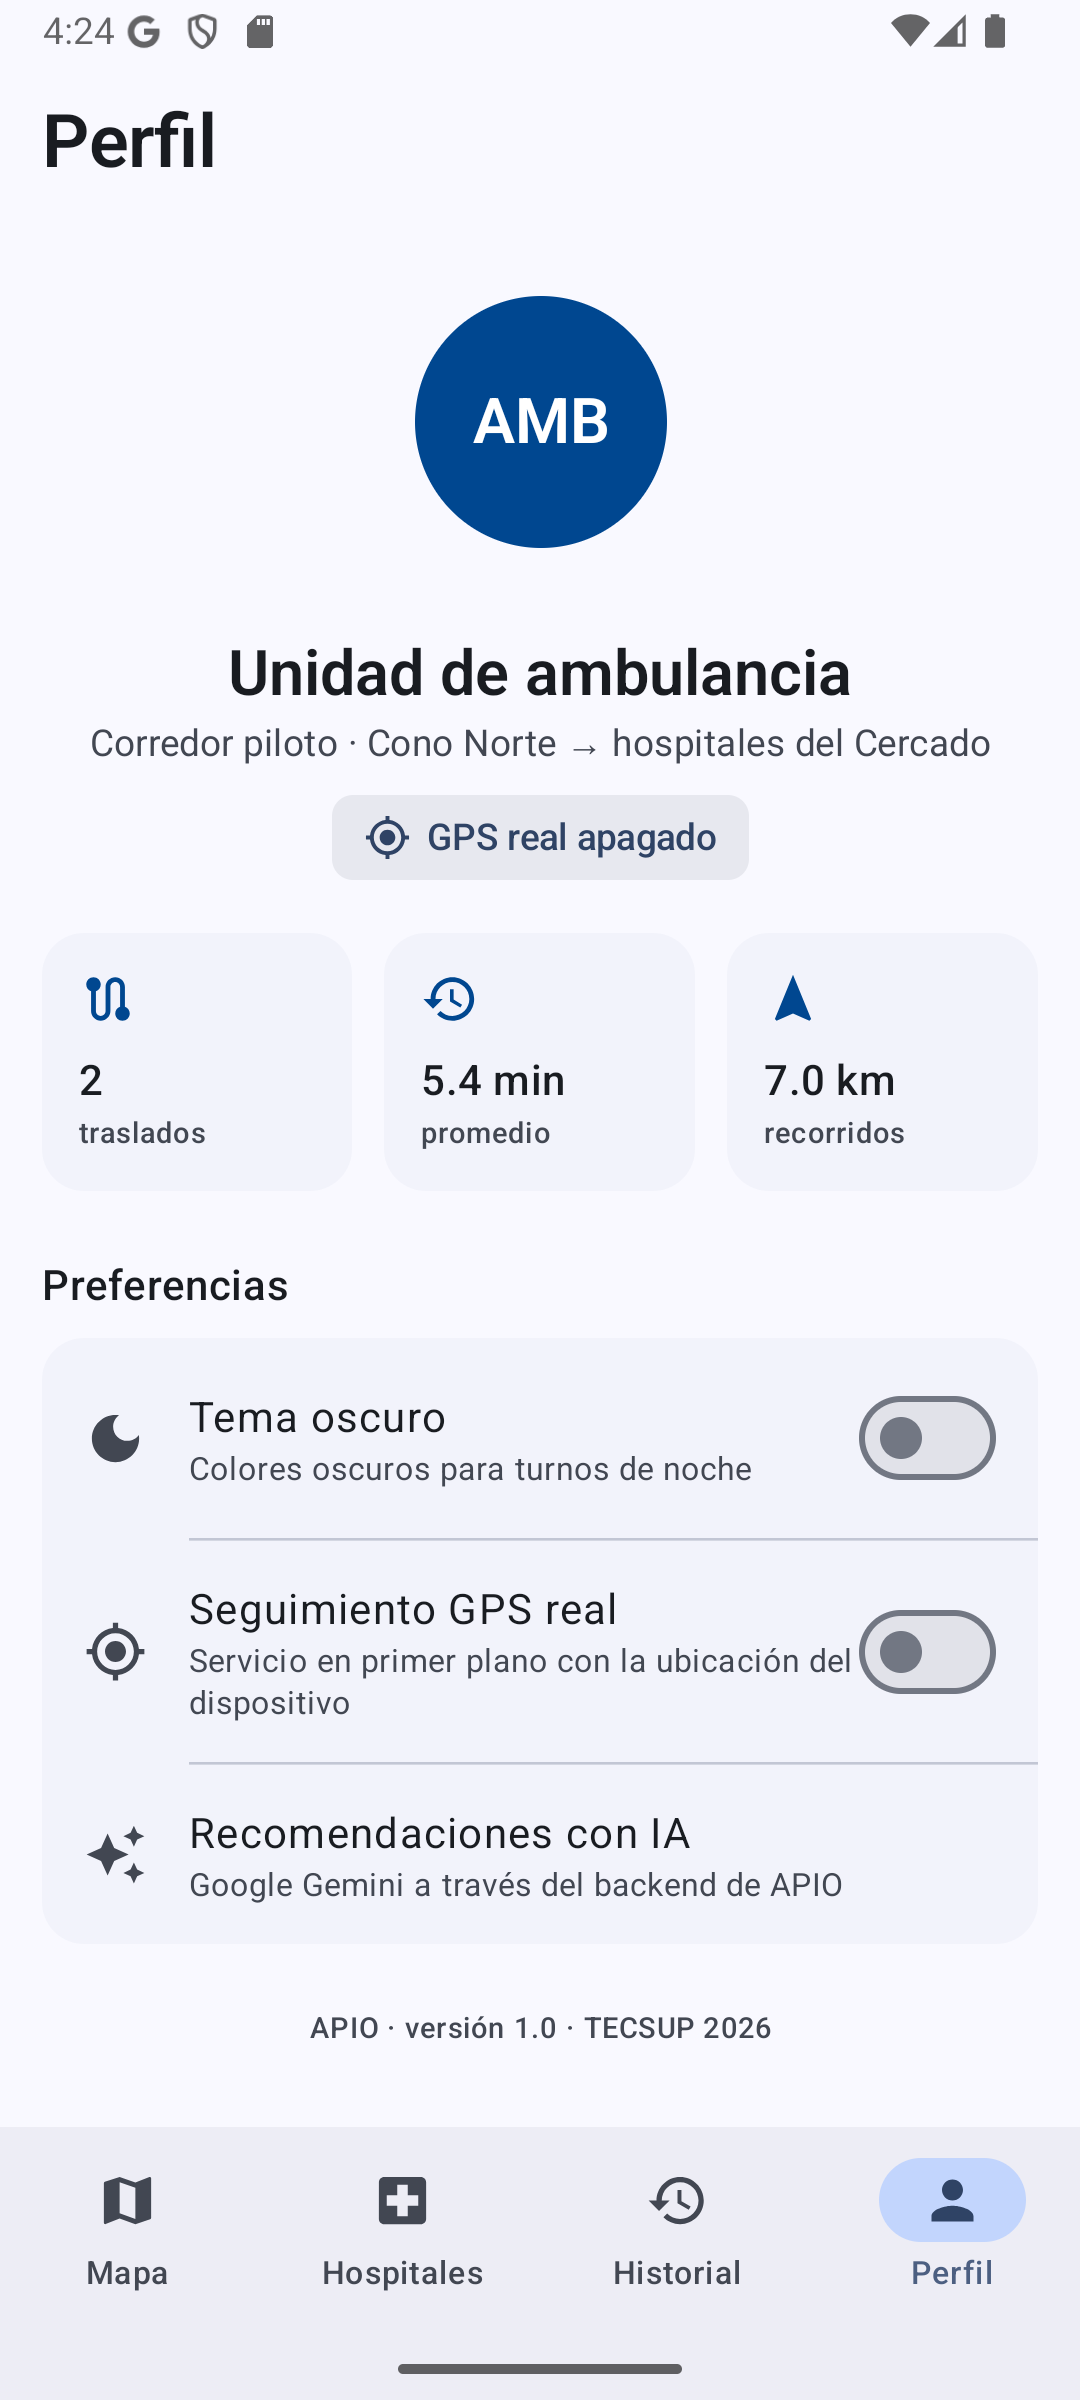 4:24
Perfil
AMB
Unidad de ambulancia
Corredor piloto · Cono Norte → hospitales del Cercado
GPS real apagado
2
traslados
5.4 min
promedio
7.0 km
recorridos
Preferencias
Tema oscuro
Colores oscuros para turnos de noche
Seguimiento GPS real
Servicio en primer plano con la ubicación del
dispositivo
Recomendaciones con IA
Google Gemini a través del backend de APIO
APIO · versión 1.0 · TECSUP 2026
Mapa
Hospitales
Historial
Perfil